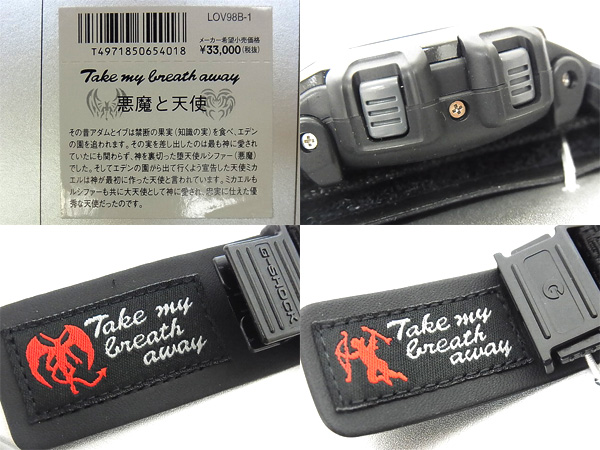 LOV98B-1
T4971850654018
メーカー希望小売価格
¥33,000(税抜)
Take my breath away
悪魔と天使
その昔アダムとイブは禁断の果実(知識の実)を食べ、エデン
の園を追われます。その実を差し出したのは最も神に愛され
ていたにも関わらず、神を裏切った堕天使ルシファー(悪魔)
でした。そしてエデンの園から出て行くよう宣告した天使ミカ
エルは神が最初に作った天使と言われています。ミカエルも
ルシファーも共に大天使として神に愛され、忠実に仕えた優
秀な天使だったのです。
Take my
breath
away
G-SHOCK
Take my
breath
away
G